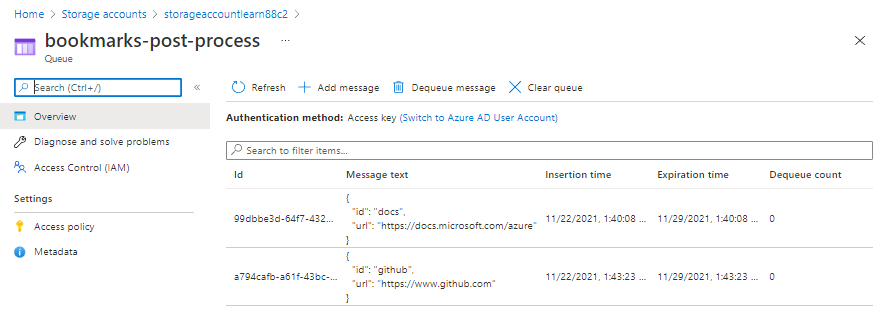 Home > Storage accounts > storageaccountlearn88c2 >
bookmarks-post-process ...
Queue
Search (Ctrl+/)
«
Refresh
Add message
Dequeue message
Clear queue
Overview
Authentication method: Access key (Switch to Azure AD User Account)
Diagnose and solve problems
Search to filter items...
Access Control (IAM)
Id Message text Insertion time Expiration time Dequeue count
Settings
Access policy
Metadata
{
"id": "docs",
99dbbe3d-64f7-432... "url": "https://docs.microsoft.com/azure" 11/22/2021, 1:40:08 ... 11/29/2021, 1:40:08 ... 0
}
{
"id": "github",
a794cafb-a61f-43bc-... "url": "https://www.github.com" 11/22/2021, 1:43:23 ... 11/29/2021, 1:43:23 ... 0
}